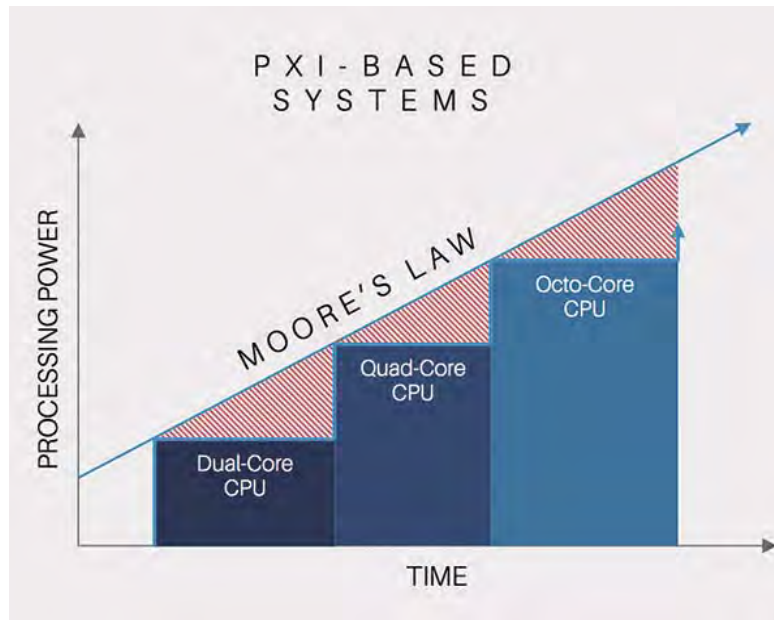 PXI-BASED
SYSTEMS
PROCESSING POWER
MOORE'S LAW
Octo-Core
CPU
Quad-Core
CPU
Dual-Core
CPU
TIME